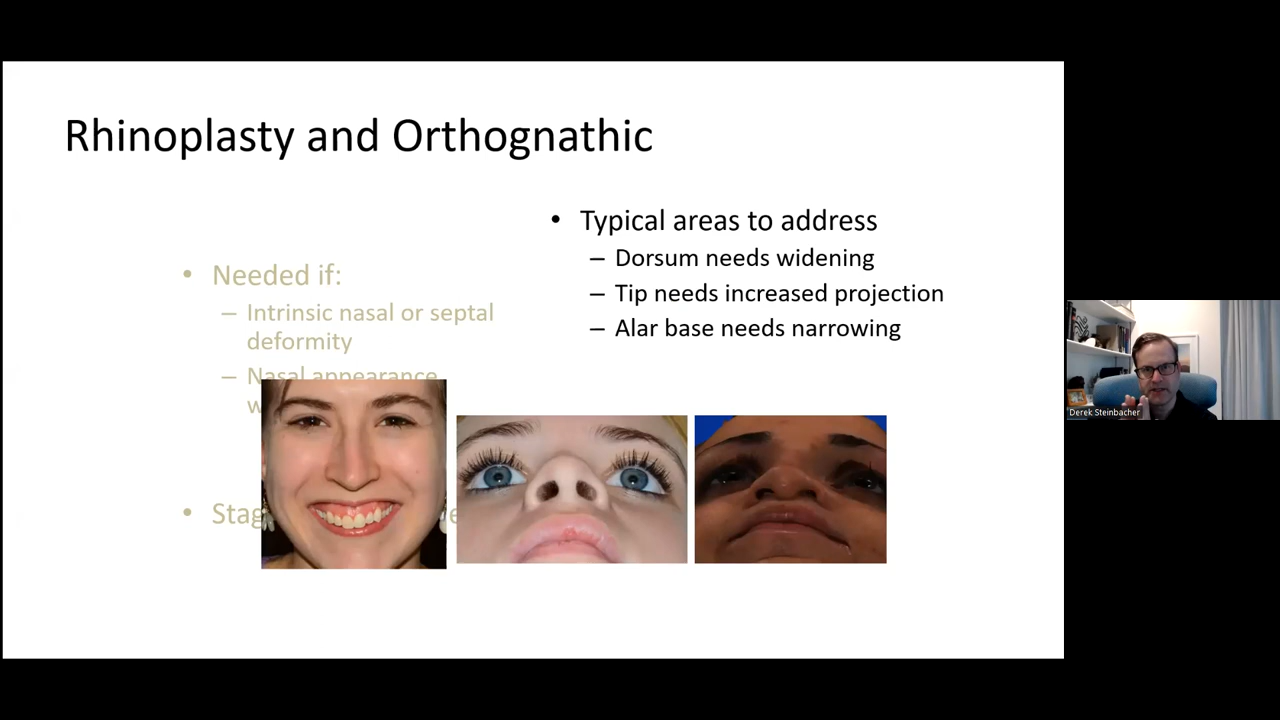 Rhinoplasty and Orthognathic
• Needed if:
– Intrinsic nasal or septal
deformity
– Nasal appearance
• Typical areas to address
– Dorsum needs widening
– Tip needs increased projection
– Alar base needs narrowing
Derek Steinbacher